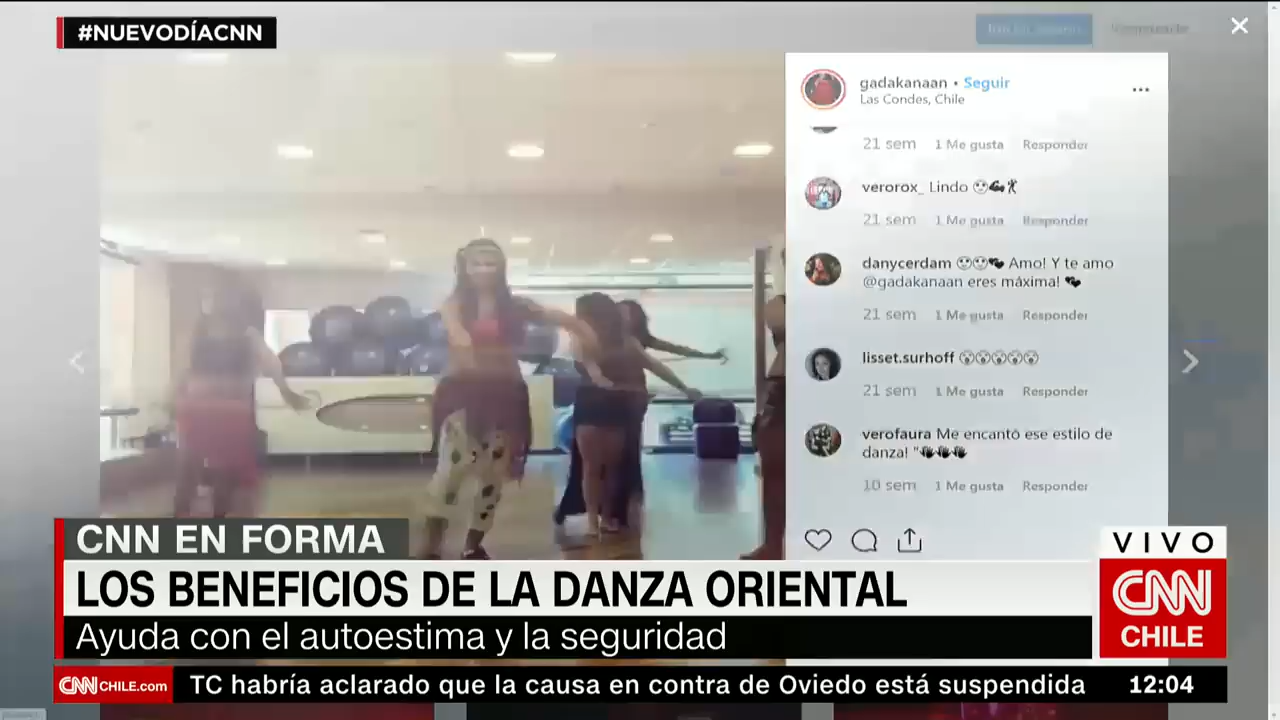 #NUEVODÍACNN
gadakanaan • Seguir
Las Condes, Chile
21 sem 1 Me gusta Responder
verorox_ Lindo
21 sem 1 Me gusta Responder
danycerdam Amo! Y te amo
@gadakanaan eres máxima!
21 sem 1 Me gusta Responder
lisset.surhoff
21 sem 1 Me gusta Responder
verofaura Me encantó ese estilo de
danza! "
10 sem 1 Me gusta Responder
CNN EN FORMA
LOS BENEFICIOS DE LA DANZA ORIENTAL
Ayuda con el autoestima y la seguridad
VIVO
CNN
CHILE
CNNCHILE.com TC habría aclarado que la causa en contra de Oviedo está suspendida 12:04